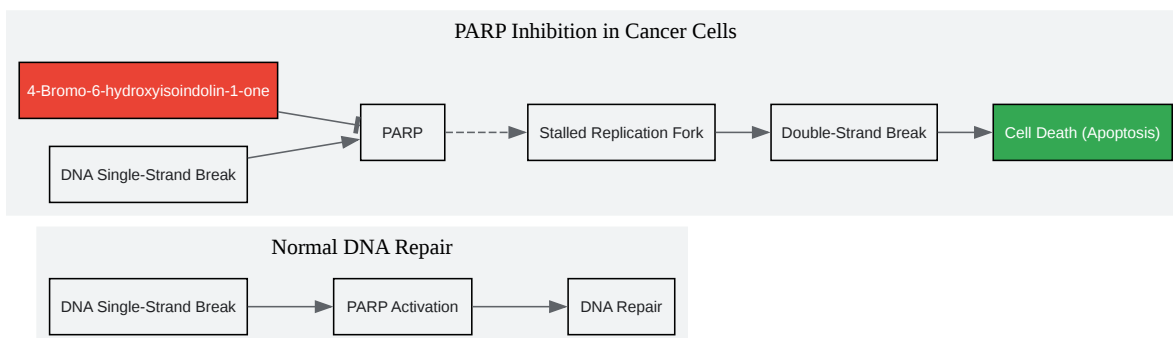 PARP Inhibition in Cancer Cells
4-Bromo-6-hydroxyisoindolin-1-one
PARP
Stalled Replication Fork
Double-Strand Break
Cell Death (Apoptosis)
DNA Single-Strand Break
Normal DNA Repair
DNA Single-Strand Break
PARP Activation
DNA Repair